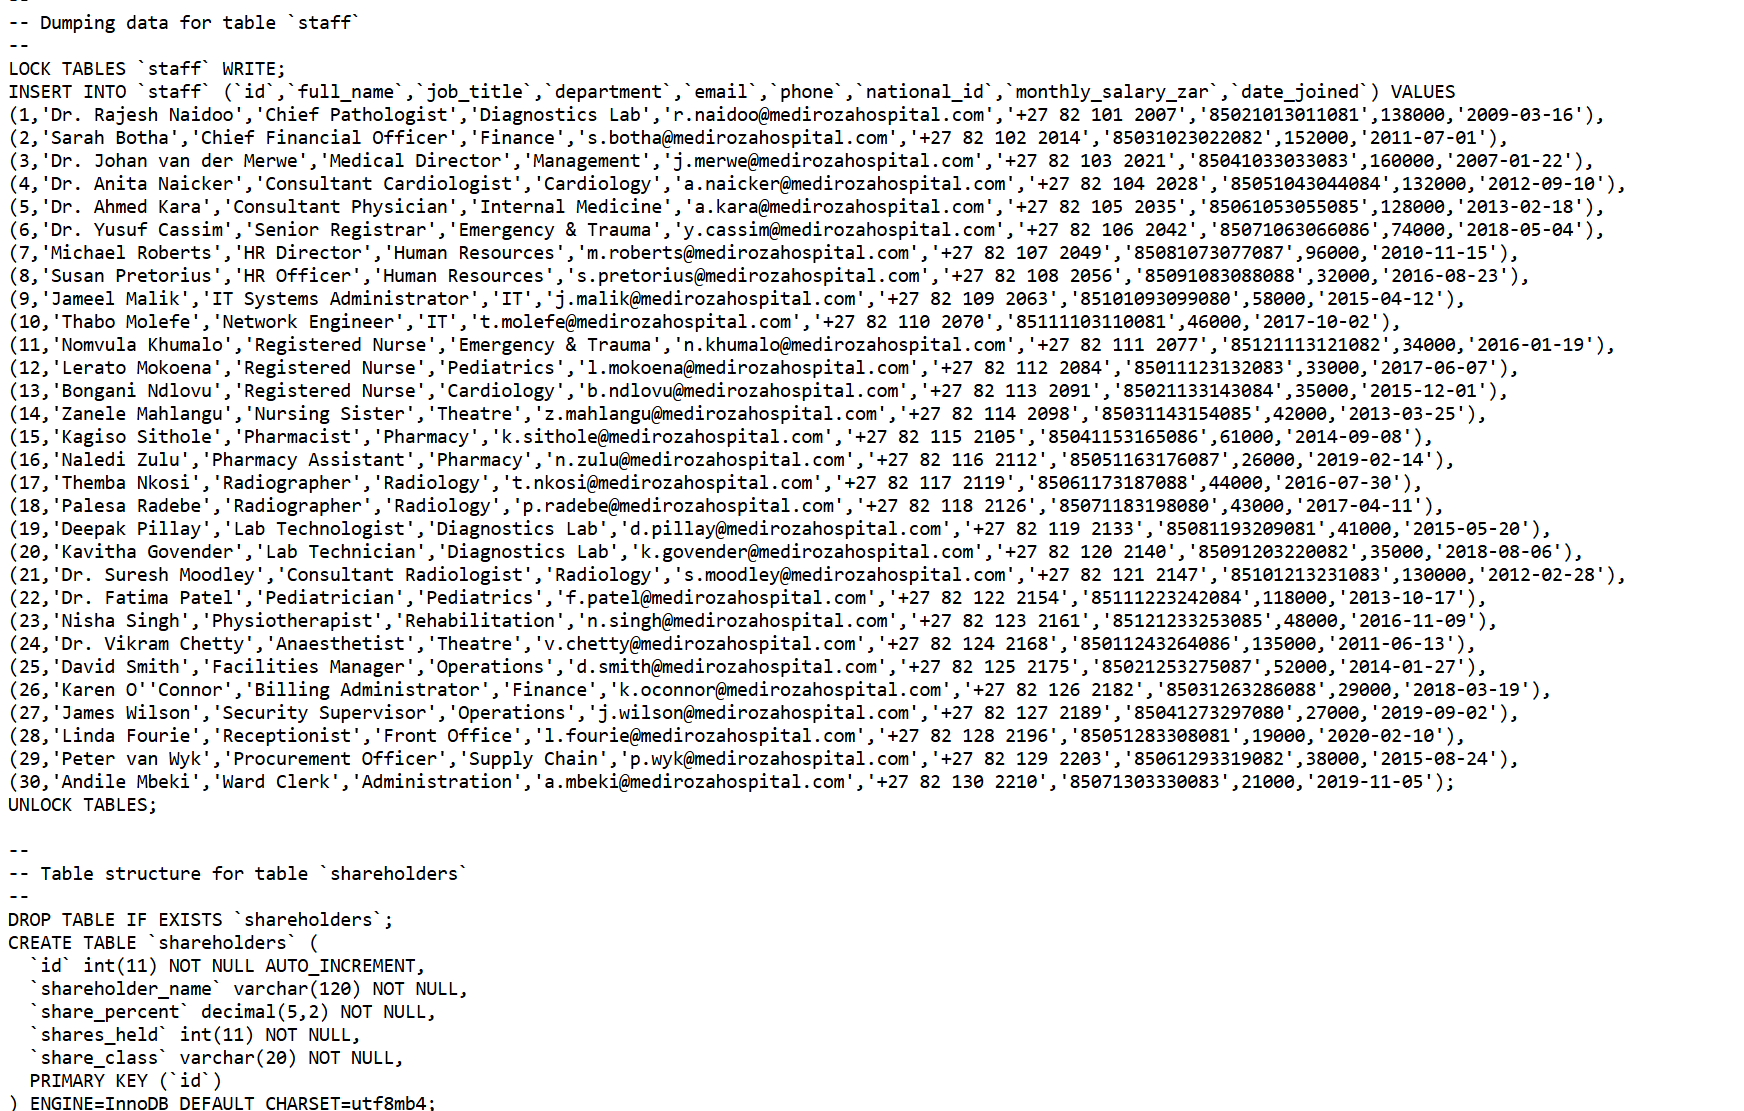 --
-- Dumping data for table `staff`
--
LOCK TABLES `staff` WRITE;
INSERT INTO `staff` (`id`,`full_name`,`job_title`,`department`,`email`,`phone`,`national_id`,`monthly_salary_zar`,`date_joined`) VALUES
(1,'Dr. Rajesh Naidoo','Chief Pathologist','Diagnostics Lab','r.naidoo@medirozahospital.com','+27 82 101 2007','85021013011081',138000,'2009-03-16'),
(2,'Sarah Botha','Chief Financial Officer','Finance','s.botha@medirozahospital.com','+27 82 102 2014','85031023022082',152000,'2011-07-01'),
(3,'Dr. Johan van der Merwe','Medical Director','Management','j.merwe@medirozahospital.com','+27 82 103 2021','85041033033083',160000,'2007-01-22'),
(4,'Dr. Anita Naicker','Consultant Cardiologist','Cardiology','a.naicker@medirozahospital.com','+27 82 104 2028','85051043044084',132000,'2012-09-10'),
(5,'Dr. Ahmed Kara','Consultant Physician','Internal Medicine','a.kara@medirozahospital.com','+27 82 105 2035','85061053055085',128000,'2013-02-18'),
(6,'Dr. Yusuf Cassim','Senior Registrar','Emergency & Trauma','y.cassim@medirozahospital.com','+27 82 106 2042','85071063066086',74000,'2018-05-04'),
(7,'Michael Roberts','HR Director','Human Resources','m.roberts@medirozahospital.com','+27 82 107 2049','85081073077087',96000,'2010-11-15'),
(8,'Susan Pretorius','HR Officer','Human Resources','s.pretorius@medirozahospital.com','+27 82 108 2056','85091083088088',32000,'2016-08-23'),
(9,'Jameel Malik','IT Systems Administrator','IT','j.malik@medirozahospital.com','+27 82 109 2063','85101093099080',58000,'2015-04-12'),
(10,'Thabo Molefe','Network Engineer','IT','t.molefe@medirozahospital.com','+27 82 110 2070','85111103110081',46000,'2017-10-02'),
(11,'Nomvula Khumalo','Registered Nurse','Emergency & Trauma','n.khumalo@medirozahospital.com','+27 82 111 2077','85121113121082',34000,'2016-01-19'),
(12,'Lerato Mokoena','Registered Nurse','Pediatrics','l.mokoena@medirozahospital.com','+27 82 112 2084','85011123132083',33000,'2017-06-07'),
(13,'Bongani Ndlovu','Registered Nurse','Cardiology','b.ndlovu@medirozahospital.com','+27 82 113 2091','85021133143084',35000,'2015-12-01'),
(14,'Zanele Mahlangu','Nursing Sister','Theatre','z.mahlangu@medirozahospital.com','+27 82 114 2098','85031143154085',42000,'2013-03-25'),
(15,'Kagiso Sithole','Pharmacist','Pharmacy','k.sithole@medirozahospital.com','+27 82 115 2105','85041153165086',61000,'2014-09-08'),
(16,'Naledi Zulu','Pharmacy Assistant','Pharmacy','n.zulu@medirozahospital.com','+27 82 116 2112','85051163176087',26000,'2019-02-14'),
(17,'Themba Nkosi','Radiographer','Radiology','t.nkosi@medirozahospital.com','+27 82 117 2119','85061173187088',44000,'2016-07-30'),
(18,'Palesa Radebe','Radiographer','Radiology','p.radebe@medirozahospital.com','+27 82 118 2126','85071183198080',43000,'2017-04-11'),
(19,'Deepak Pillay','Lab Technologist','Diagnostics Lab','d.pillay@medirozahospital.com','+27 82 119 2133','85081193209081',41000,'2015-05-20'),
(20,'Kavitha Govender','Lab Technician','Diagnostics Lab','k.govender@medirozahospital.com','+27 82 120 2140','85091203220082',35000,'2018-08-06'),
(21,'Dr. Suresh Moodley','Consultant Radiologist','Radiology','s.moodley@medirozahospital.com','+27 82 121 2147','85101213231083',130000,'2012-02-28'),
(22,'Dr. Fatima Patel','Pediatrician','Pediatrics','f.patel@medirozahospital.com','+27 82 122 2154','85111223242084',118000,'2013-10-17'),
(23,'Nisha Singh','Physiotherapist','Rehabilitation','n.singh@medirozahospital.com','+27 82 123 2161','85121233253085',48000,'2016-11-09'),
(24,'Dr. Vikram Chetty','Anaesthetist','Theatre','v.chetty@medirozahospital.com','+27 82 124 2168','85011243264086',135000,'2011-06-13'),
(25,'David Smith','Facilities Manager','Operations','d.smith@medirozahospital.com','+27 82 125 2175','85021253275087',52000,'2014-01-27'),
(26,'Karen O''Connor','Billing Administrator','Finance','k.oconnor@medirozahospital.com','+27 82 126 2182','85031263286088',29000,'2018-03-19'),
(27,'James Wilson','Security Supervisor','Operations','j.wilson@medirozahospital.com','+27 82 127 2189','85041273297080',27000,'2019-09-02'),
(28,'Linda Fourie','Receptionist','Front Office','l.fourie@medirozahospital.com','+27 82 128 2196','85051283308081',19000,'2020-02-10'),
(29,'Peter van Wyk','Procurement Officer','Supply Chain','p.wyk@medirozahospital.com','+27 82 129 2203','85061293319082',38000,'2015-08-24'),
(30,'Andile Mbeki','Ward Clerk','Administration','a.mbeki@medirozahospital.com','+27 82 130 2210','85071303330083',21000,'2019-11-05');
UNLOCK TABLES;
--
-- Table structure for table `shareholders`
--
DROP TABLE IF EXISTS `shareholders`;
CREATE TABLE `shareholders` (
`id` int(11) NOT NULL AUTO_INCREMENT,
`shareholder_name` varchar(120) NOT NULL,
`share_percent` decimal(5,2) NOT NULL,
`shares_held` int(11) NOT NULL,
`share_class` varchar(20) NOT NULL,
PRIMARY KEY (`id`)
) ENGINE=InnoDB DEFAULT CHARSET=utf8mb4;